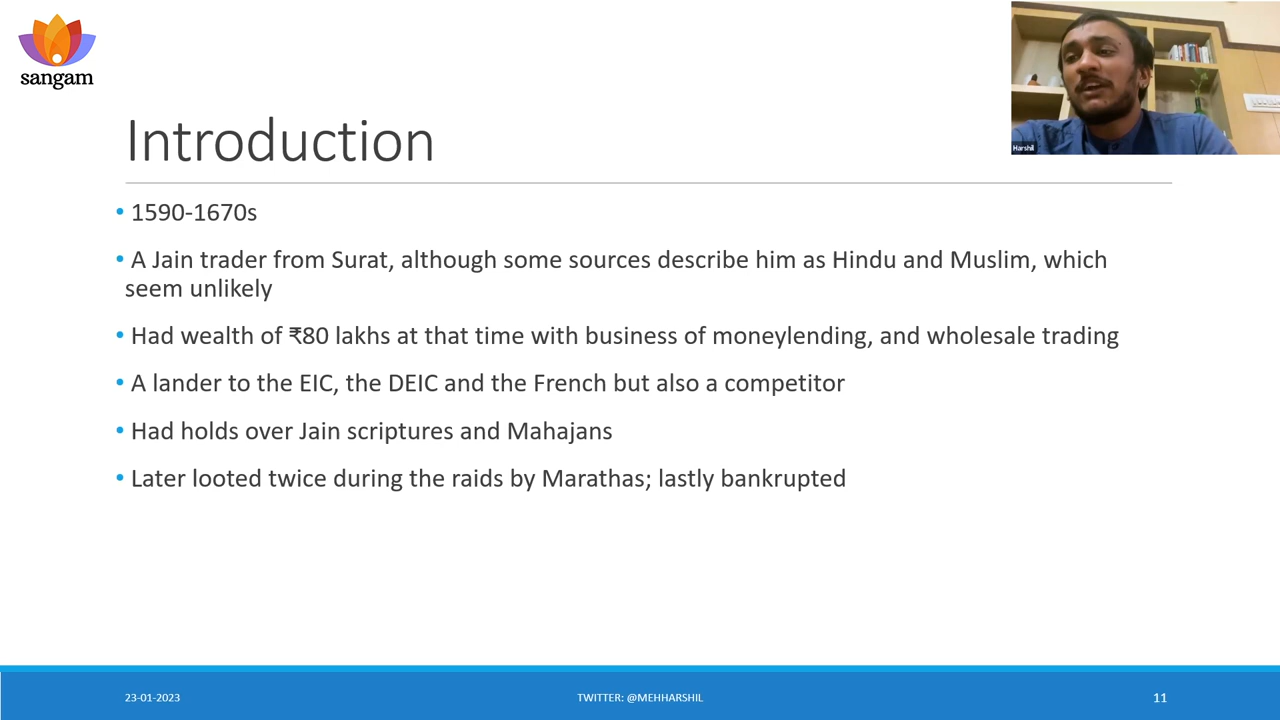 sangam
Harshil
Introduction
• 1590-1670s
• A Jain trader from Surat, although some sources describe him as Hindu and Muslim, which
seem unlikely
• Had wealth of ₹80 lakhs at that time with business of moneylending, and wholesale trading
• A lander to the EIC, the DEIC and the French but also a competitor
• Had holds over Jain scriptures and Mahajans
• Later looted twice during the raids by Marathas; lastly bankrupted
23-01-2023
TWITTER: @MEHHARSHIL
11